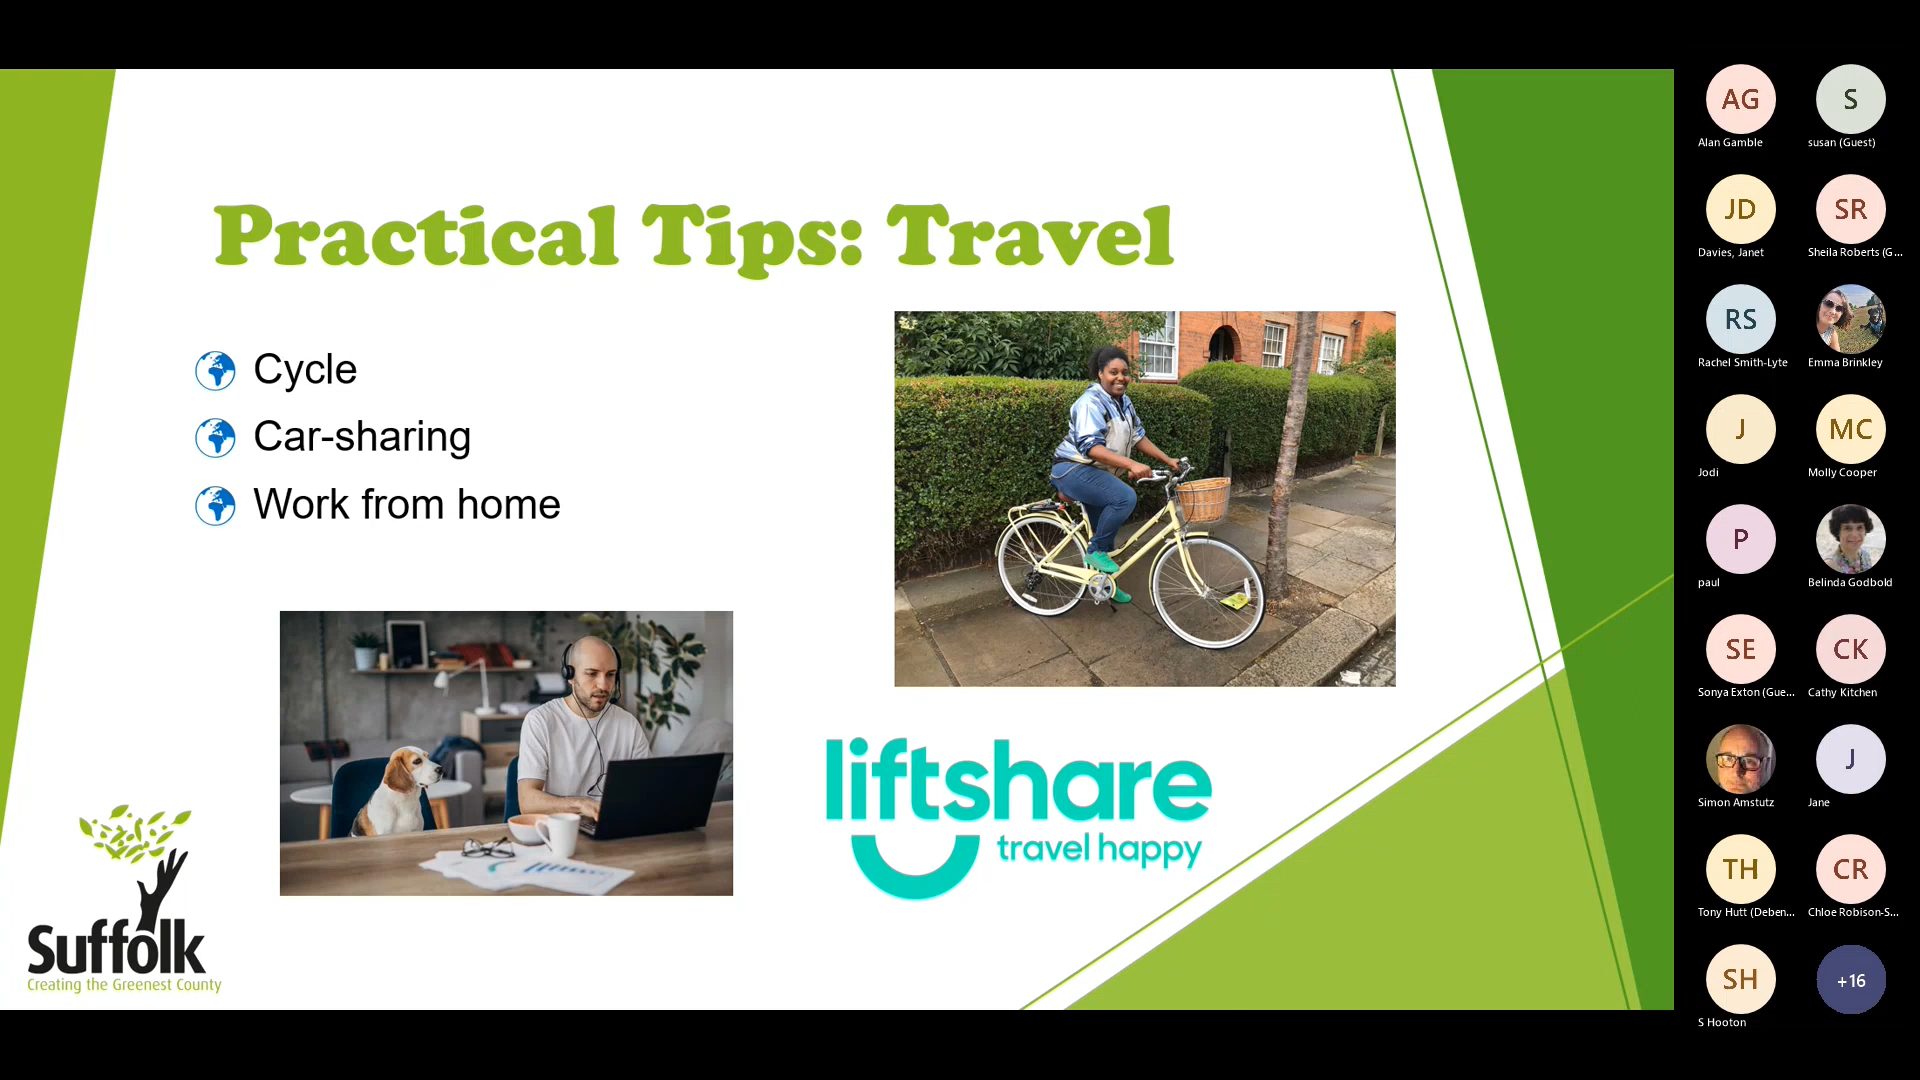 Practical Tips: Travel
Cycle
Car-sharing
Work from home
liftshare
travel happy
Suffolk
Creating the Greenest County
AG
Alan Gamble
S
susan (Guest)
JD
Davies, Janet
SR
Sheila Roberts (G...
RS
Rachel Smith-Lyte
Emma Brinkley
J
Jodi
MC
Molly Cooper
P
paul
Belinda Godbold
SE
Sonya Exton (Gue...
CK
Cathy Kitchen
Simon Amstutz
J
Jane
TH
Tony Hutt (Deben...
CR
Chloe Robison-S...
SH
S Hooton
+16